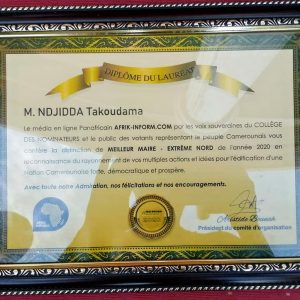 DIPLÔME DU LAURÉAT
M. NDJIDDA Takoudama
Le média en ligne Panafricain AFRIK-INFORM.COM par les voix souveraines du COLLÈGE
DES NOMINATEURS et le public des votants représentant le peuple Camerounais vous
confère la distinction de MEILLEUR MAIRE - EXTRÊME NORD de l'année 2020 en
reconnaissance du rayonnement de vos multiples actions et idées pour l'édification d'une
Nation Camerounaise forte, démocratique et prospère.
Avec toute notre Admiration, nos félicitations et nos encouragements.
2020
Président du comité d'organisation